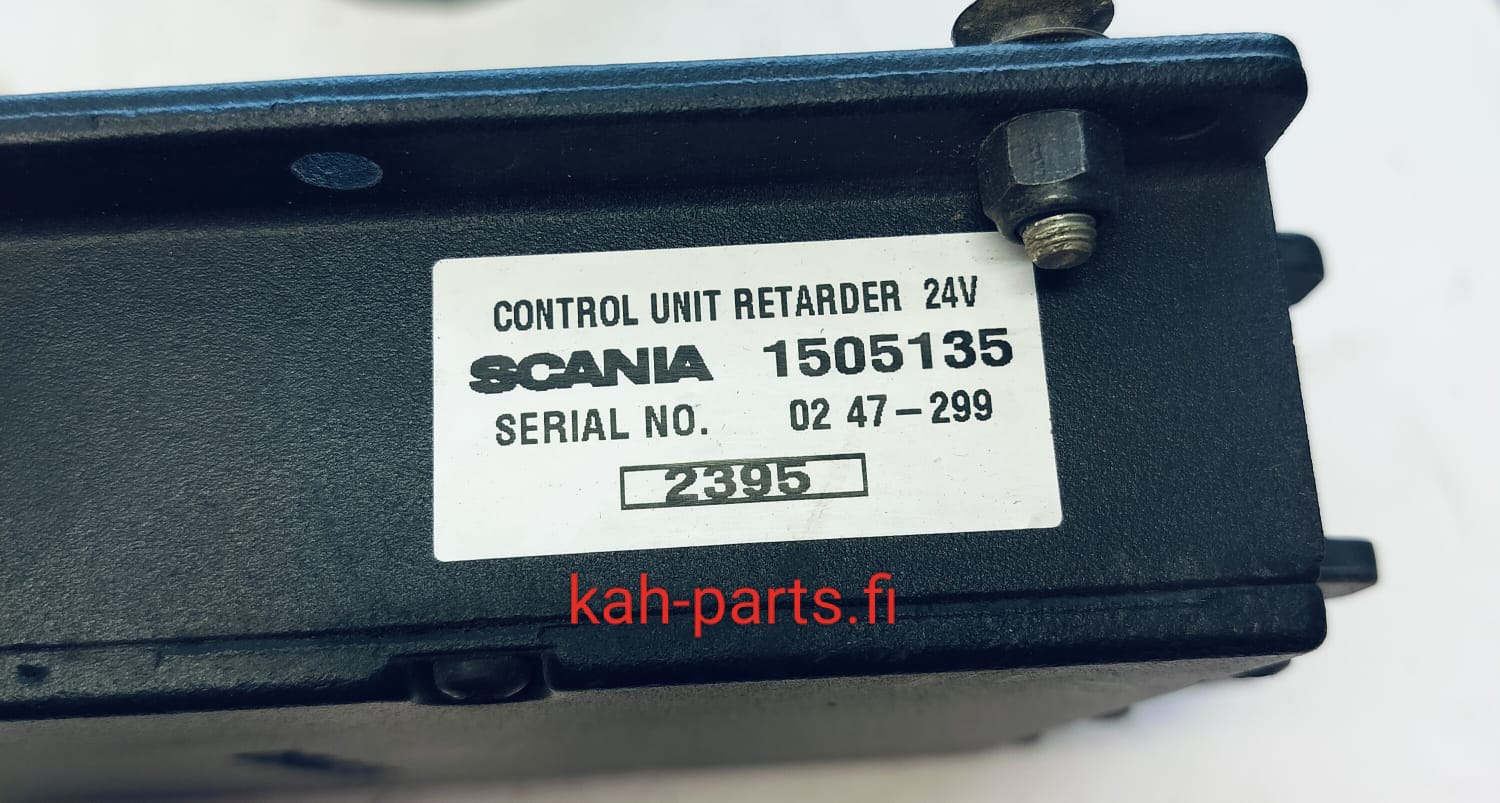 CONTROL UNIT RETARDER 24V
SCANIA 1505135
SERIAL NO. 02 47-299
2395
kah-parts.fi